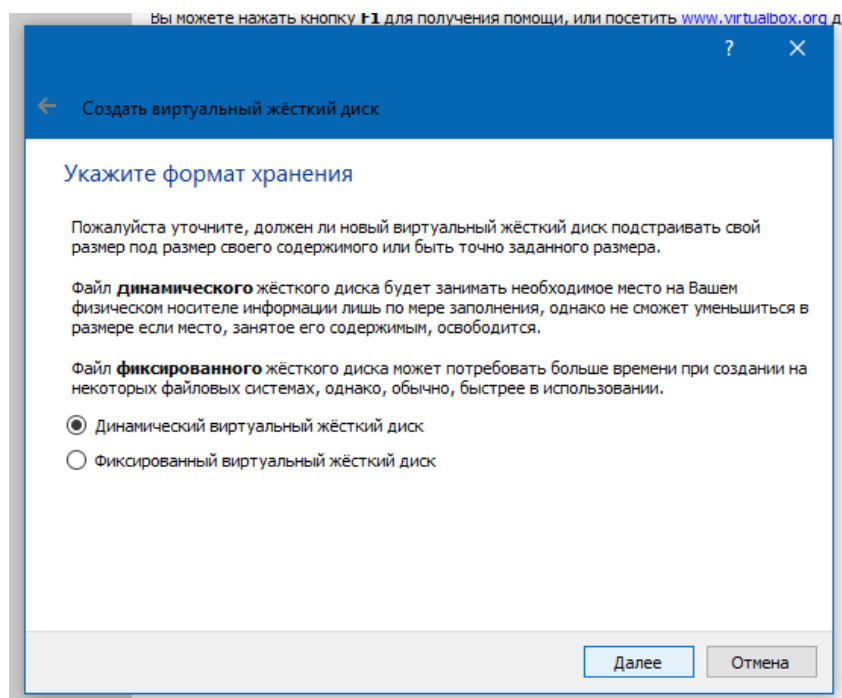 Вы можете нажать кнопку F1 для получения помощи, или посетить www.virtualbox.org д
?
Создать виртуальный жёсткий диск
Укажите формат хранения
Пожалуйста уточните, должен ли новый виртуальный жёсткий диск подстраивать свой
размер под размер своего содержимого или быть точно заданного размера.
Файл динамического жёсткого диска будет занимать необходимое место на Вашем
физическом носителе информации лишь по мере заполнения, однако не сможет уменьшиться в
размере если место, занятое его содержимым, освободится.
Файл фиксированного жёсткого диска может потребовать больше времени при создании на
некоторых файловых системах, однако, обычно, быстрее в использовании.
Динамический виртуальный жёсткий диск
Фиксированный виртуальный жёсткий диск
Далее
Отмена